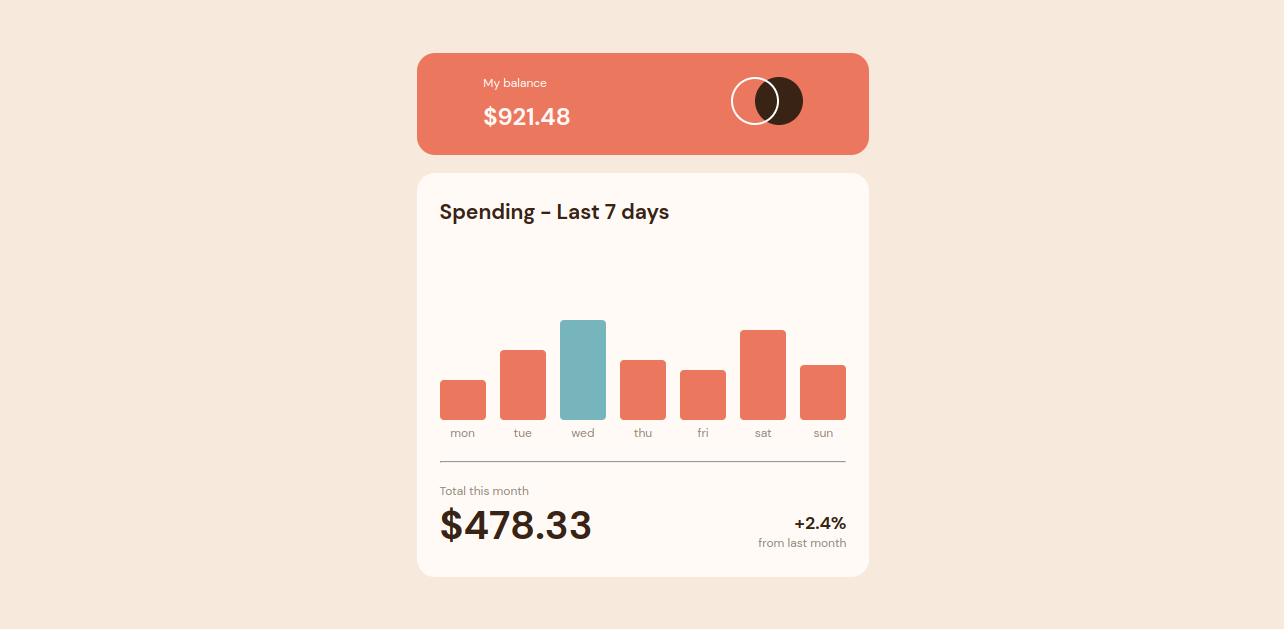 My balance
$921.48
Spending - Last 7 days
mon tue wed thu fri sat sun
Total this month
$478.33
+2.4%
from last month